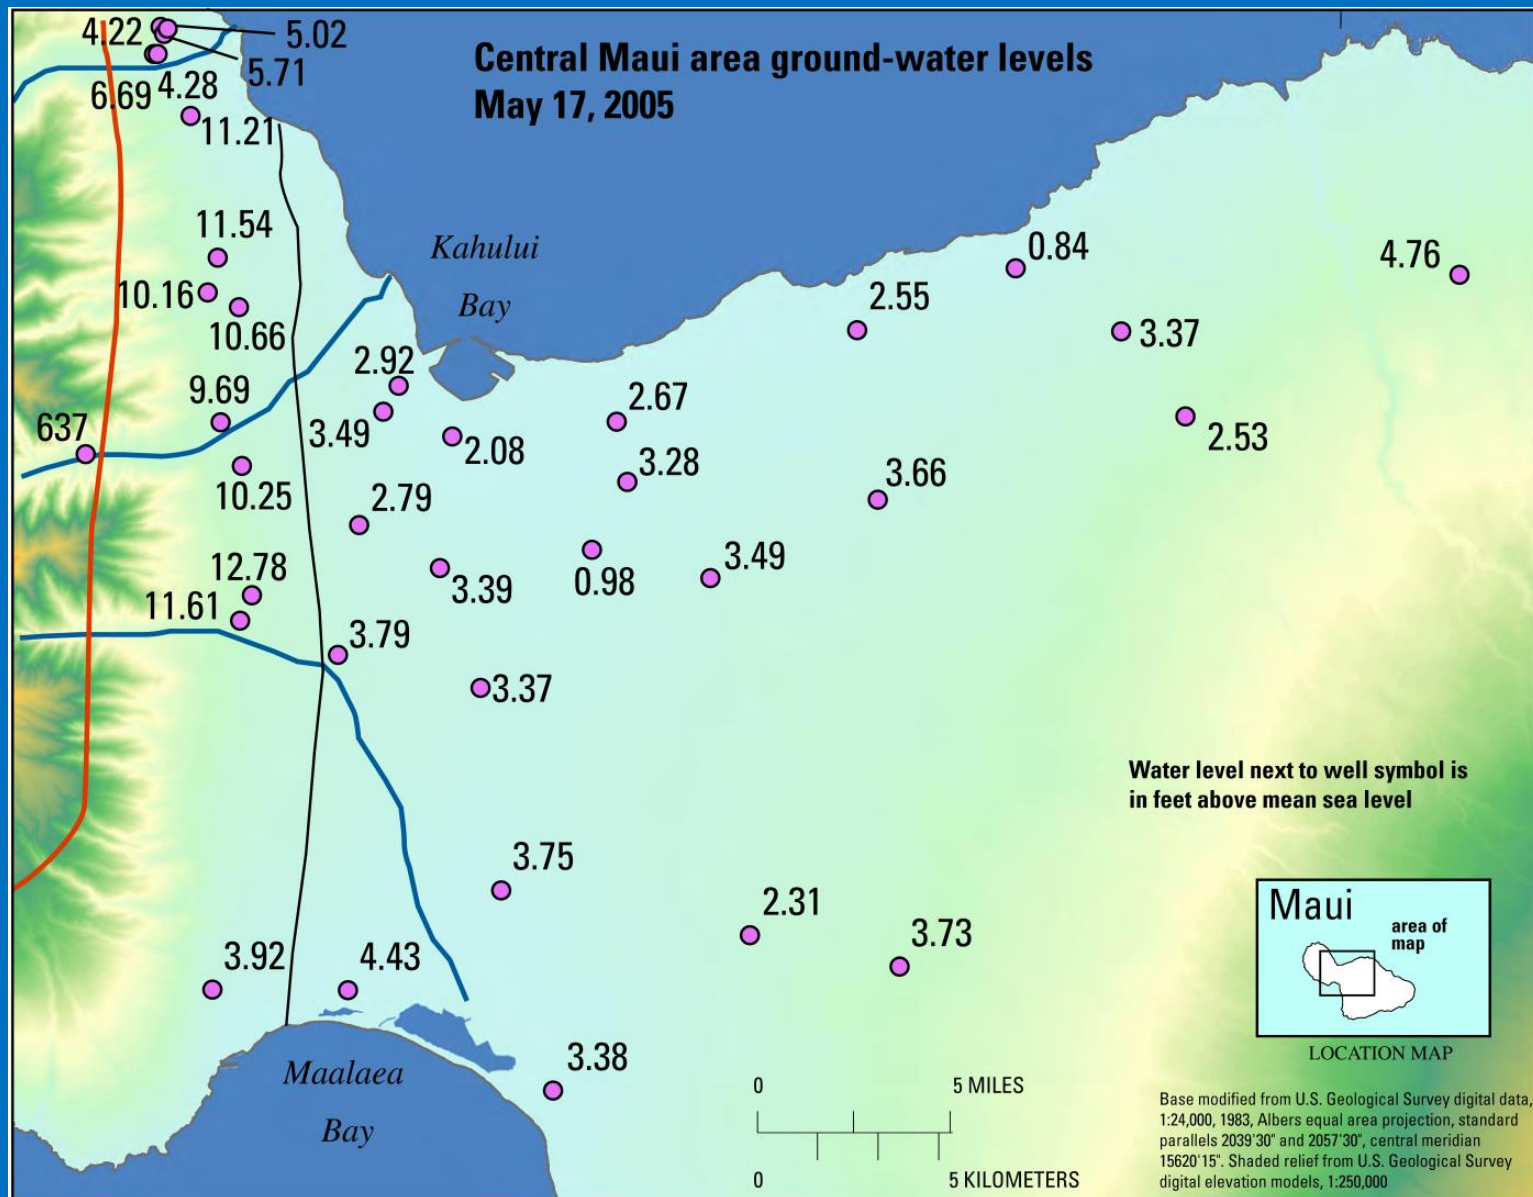 4.22
5.02
5.71
6.69
4.28
11.21
Central Maui area ground-water levels
May 17, 2005
11.54
10.16
10.66
Kahului
Bay
0.84
4.76
2.55
3.37
2.92
9.69
637
3.49
2.08
2.67
3.28
2.53
10.25
2.79
3.66
12.78
11.61
3.39
0.98
3.49
3.79
3.37
Water level next to well symbol is
in feet above mean sea level
3.75
2.31
3.73
3.92
4.43
Maui
area of
map
LOCATION MAP
Maalaea
Bay
3.38
0 5 MILES
0 5 KILOMETERS
Base modified from U.S. Geological Survey digital data,
1:24,000, 1983, Albers equal area projection, standard
parallels 2039'30" and 2057'30", central meridian
15620'15". Shaded relief from U.S. Geological Survey
digital elevation models, 1:250,000